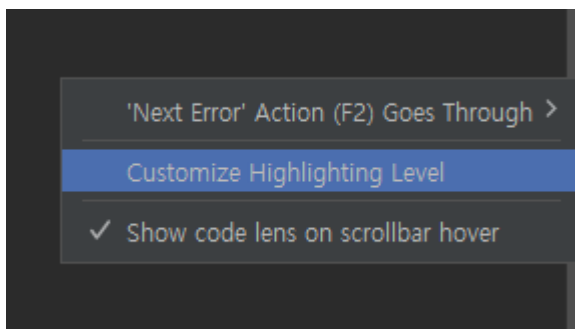 'Next Error' Action (F2) Goes Through
Customize Highlighting Level
Show code lens on scrollbar hover